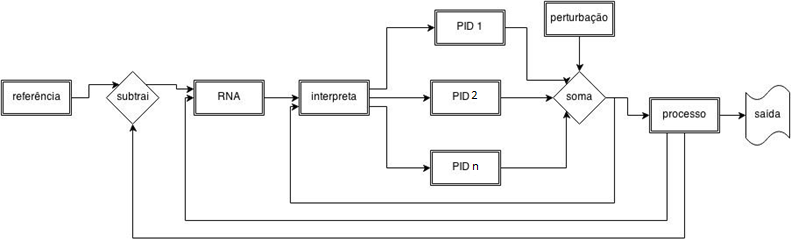 referência
subtrai
RNA
interpreta
PID 1
PID 2
PID n
perturbação
soma
processo
saída